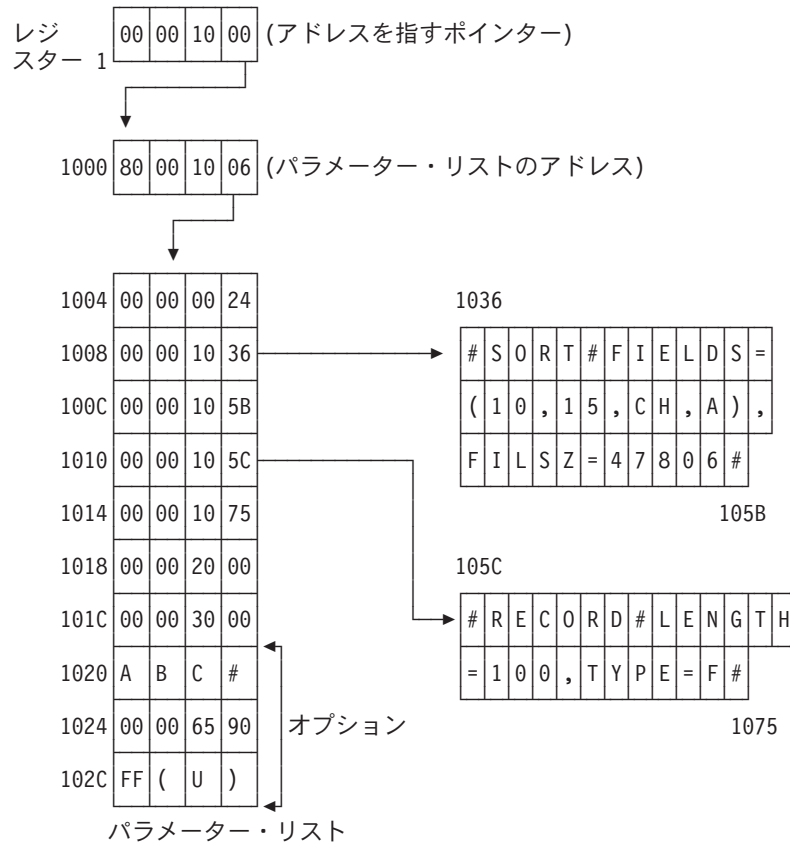 レジスター 1 00 00 10 00 (アドレスを指すポインター)
1000 80 00 10 06 (パラメーター・リストのアドレス)
1004 00 00 00 24
1008 00 00 10 36
100C 00 00 10 5B
1010 00 00 10 5C
1014 00 00 10 75
1018 00 00 20 00
101C 00 00 30 00
1020 A B C #
1024 00 00 65 90
102C FF ( U )
オプション
パラメーター・リスト
1036
# S O R T # F I E L D S =
( 1 0 , 1 5 , C H , A ) ,
F I L S Z = 4 7 8 0 6 #
105B
105C
# R E C O R D # L E N G T H
= 1 0 0 , T Y P E = F #
1075